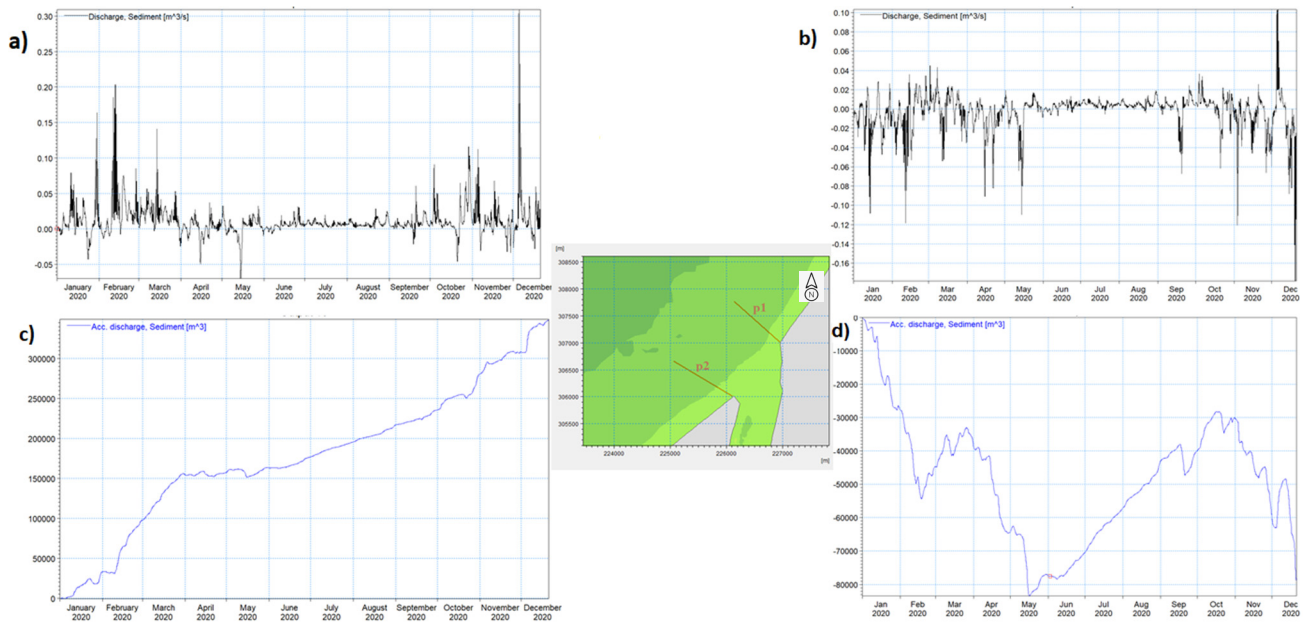 a)
Discharge, Sediment [m^3/s]
0.30
0.25
0.20
0.15
0.10
0.05
0.00
-0.05
January February March April May June July August September October November December
2020 2020 2020 2020 2020 2020 2020 2020 2020 2020 2020 2020
b)
Discharge, Sediment [m^3/s]
0.10
0.08
0.06
0.04
0.02
0.00
-0.02
-0.04
-0.06
-0.08
-0.10
-0.12
-0.14
-0.16
Jan Feb Mar Apr May Jun Jul Aug Sep Oct Nov Dec
2020 2020 2020 2020 2020 2020 2020 2020 2020 2020 2020 2020
[m]
308500
308000
307500
307000
306500
306000
305500
224000 225000 226000 227000
[m]
N
p1
p2
c)
Acc. discharge, Sediment [m^3]
300000
250000
200000
150000
100000
50000
0
January February March April May June July August September October November December
2020 2020 2020 2020 2020 2020 2020 2020 2020 2020 2020 2020
d)
Acc. discharge, Sediment [m^3]
0
-10000
-20000
-30000
-40000
-50000
-60000
-70000
-80000
Jan Feb Mar Apr May Jun Jul Aug Sep Oct Nov Dec
2020 2020 2020 2020 2020 2020 2020 2020 2020 2020 2020 2020